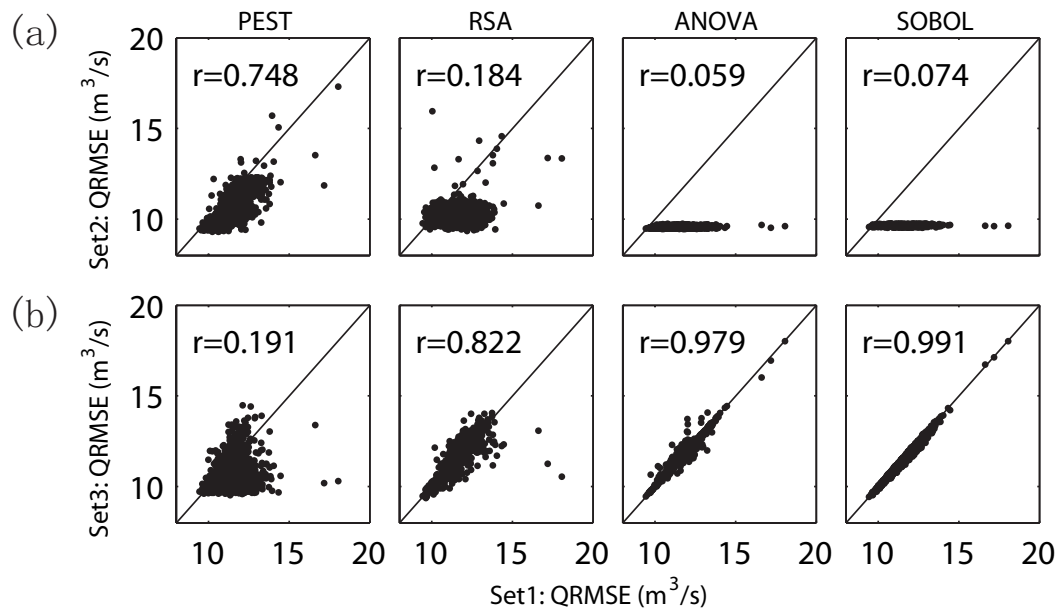 (a)
PEST RSA ANOVA SOBOL
Set2: QRMSE (m³/s)
20
15
10
r=0.748 r=0.184 r=0.059 r=0.074
(b)
Set3: QRMSE (m³/s)
20
15
10
r=0.191 r=0.822 r=0.979 r=0.991
10 15 20 10 15 20 10 15 20 10 15 20
Set1: QRMSE (m³/s)